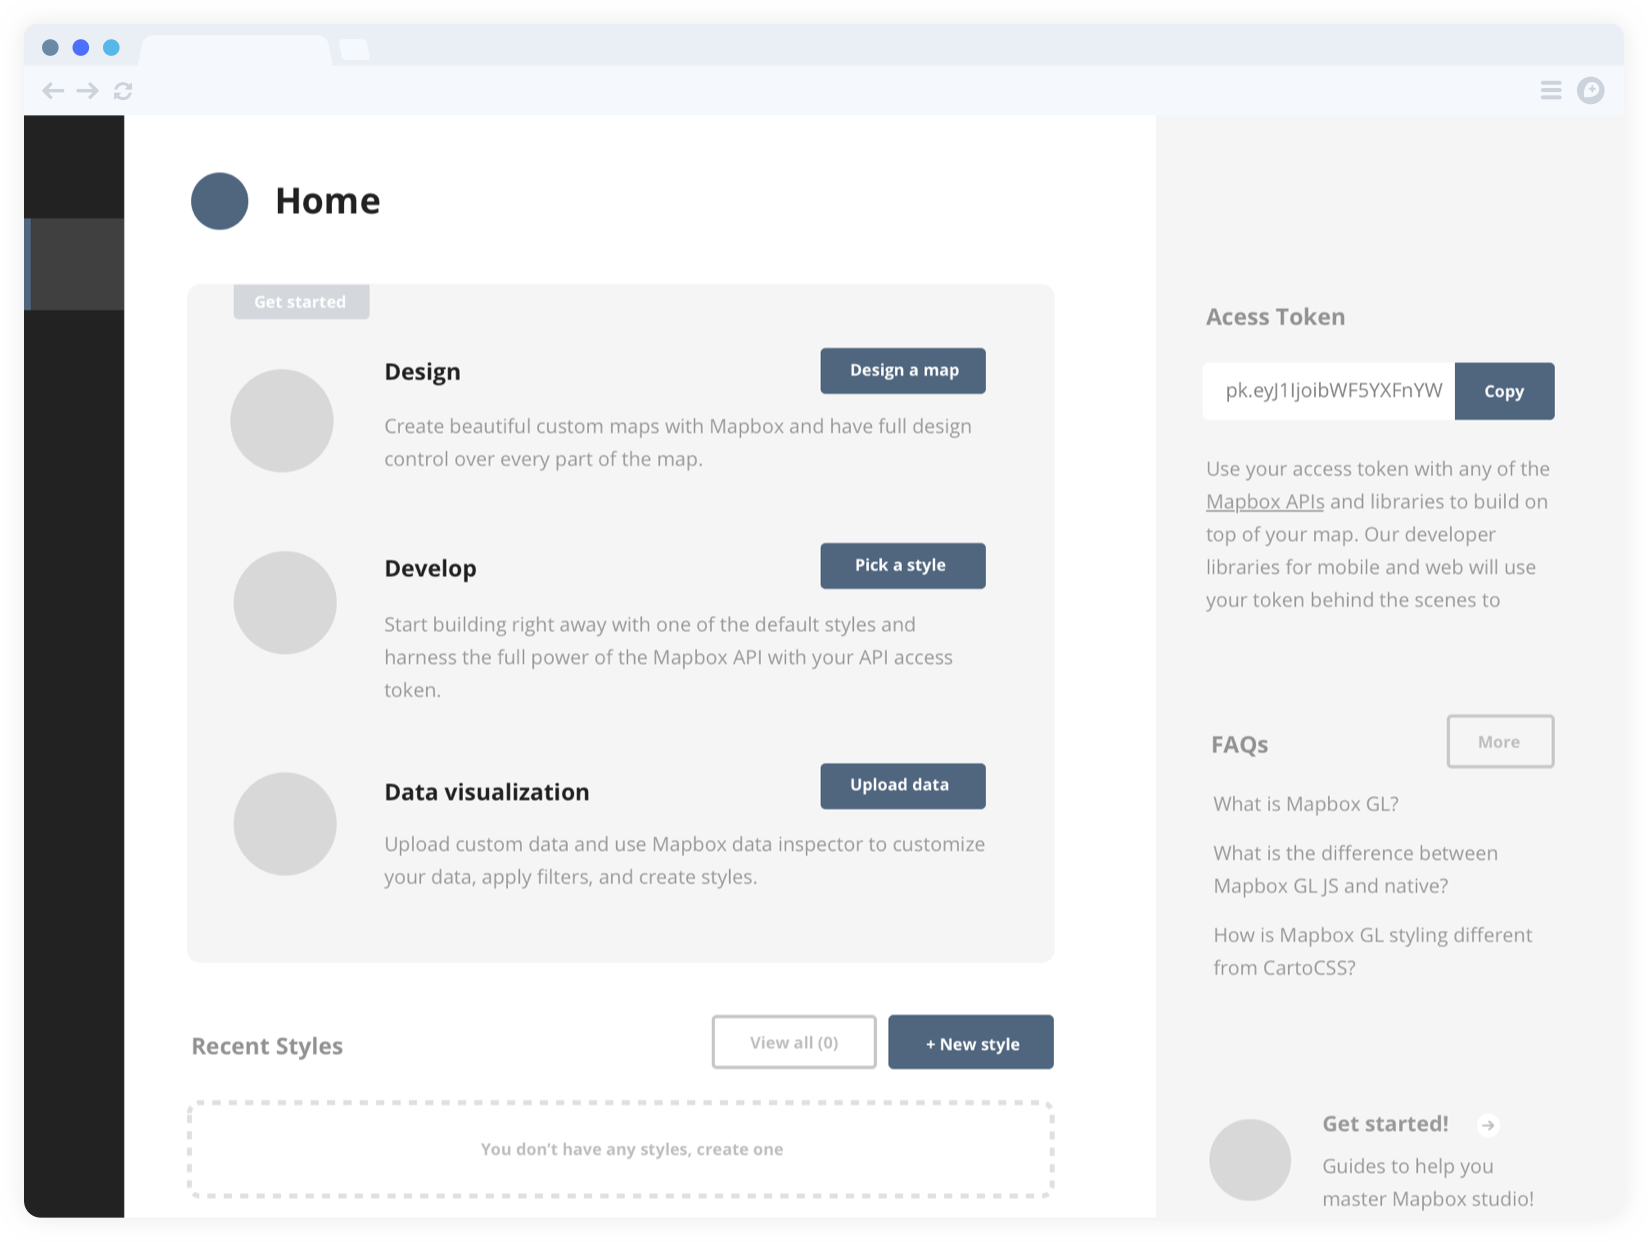 Home
Get started
Design
Design a map
Create beautiful custom maps with Mapbox and have full design
control over every part of the map.
Develop
Pick a style
Start building right away with one of the default styles and
harness the full power of the Mapbox API with your API access
token.
Data visualization
Upload data
Upload custom data and use Mapbox data inspector to customize
your data, apply filters, and create styles.
Recent Styles
View all (0)
+ New style
You don't have any styles, create one
Acess Token
pk.eyJ1IjoibWF5YXFnYW
Copy
Use your access token with any of the
Mapbox APIs and libraries to build on
top of your map. Our developer
libraries for mobile and web will use
your token behind the scenes to
FAQs
More
What is Mapbox GL?
What is the difference between
Mapbox GL JS and native?
How is Mapbox GL styling different
from CartoCSS?
Get started!
Guides to help you
master Mapbox studio!